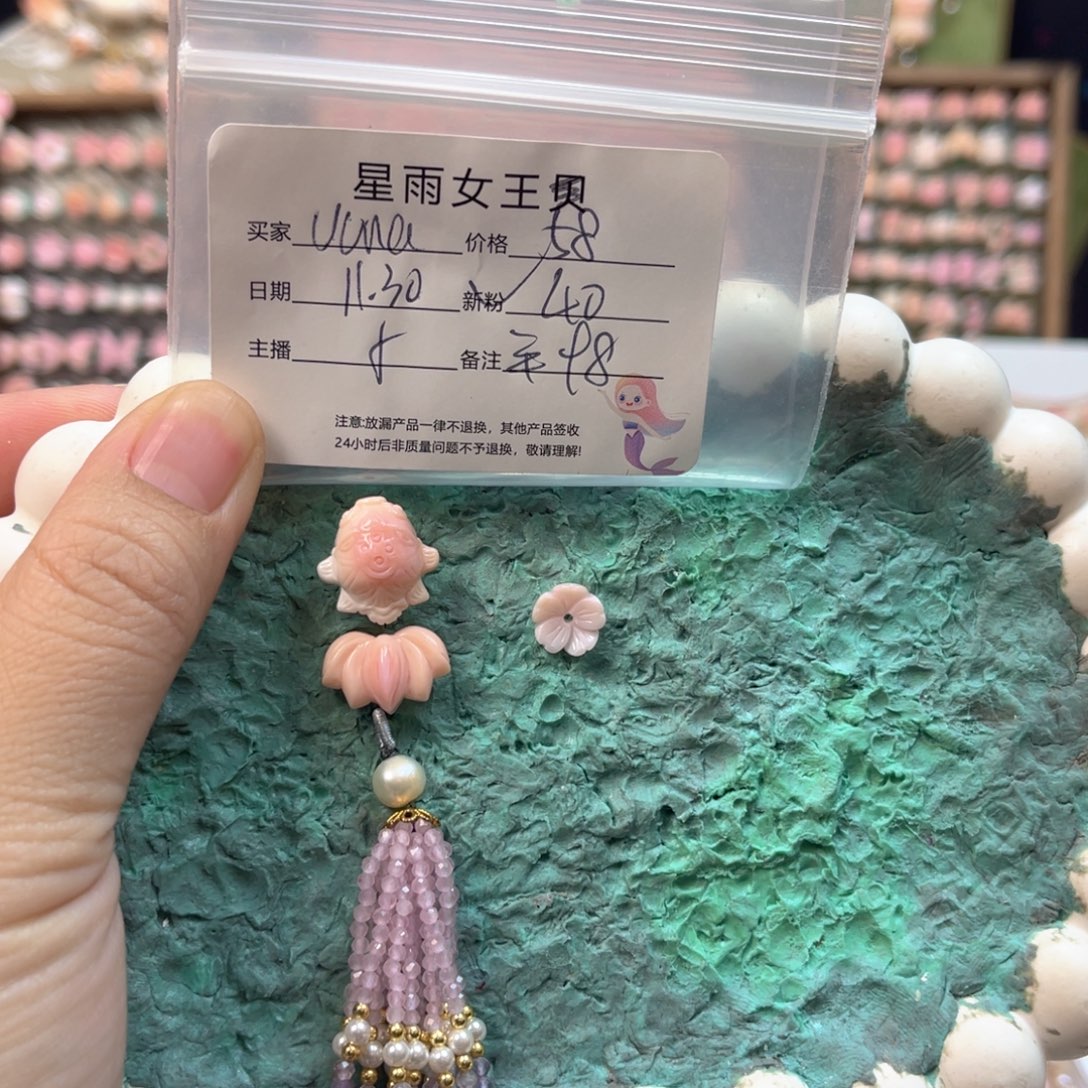 星雨女王贝
买家 价格 58
日期 11.30 新粉 40
主播 备注 98
注意:放漏产品一律不退换，其他产品签收
24小时后非质量问题不予退换，敬请理解!